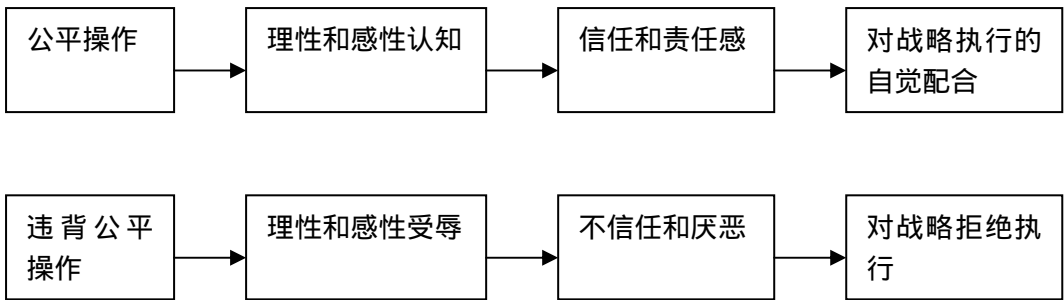 公平操作
理性和感性认知
信任和责任感
对战略执行的
自觉配合
违背公平
操作
理性和感性受辱
不信任和厌恶
对战略拒绝执
行